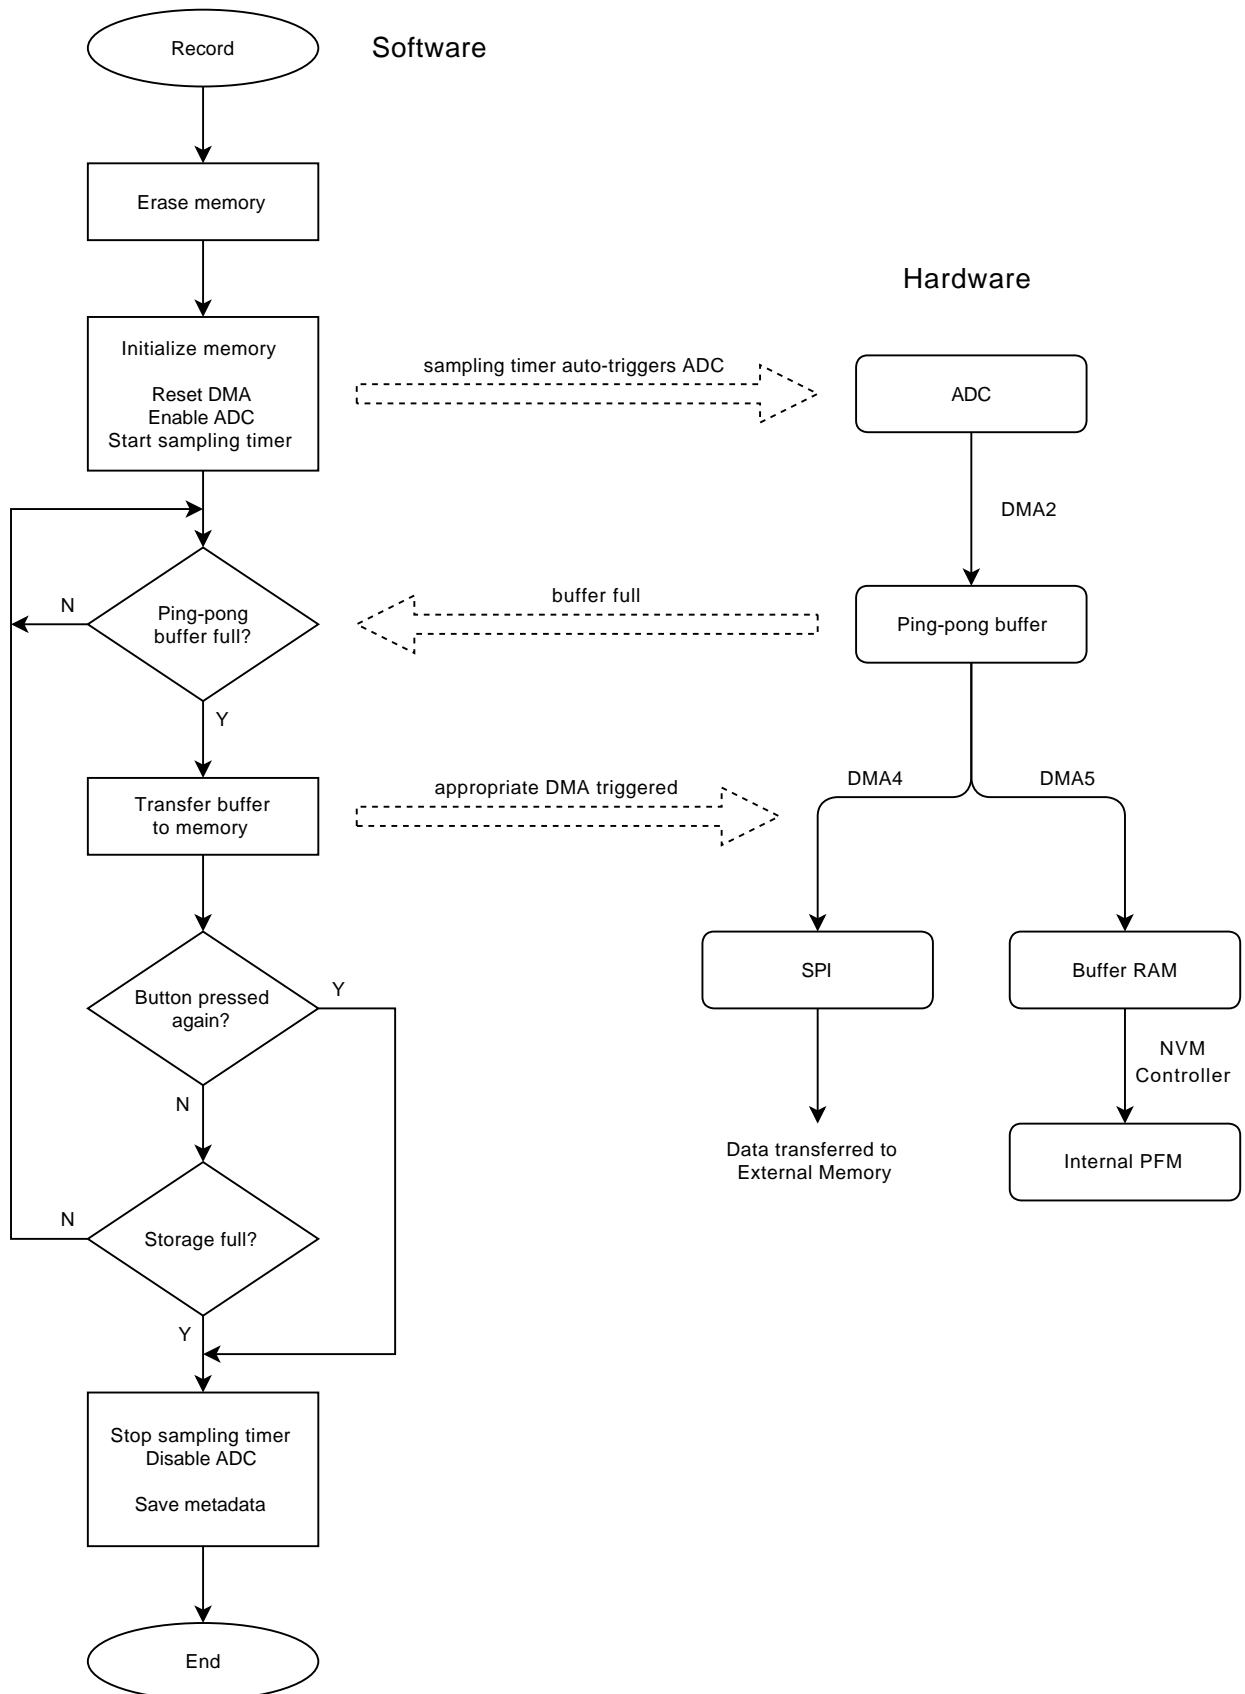 Record
Software
Erase memory
Hardware
Initialize memory
Reset DMA
Enable ADC
Start sampling timer
sampling timer auto-triggers ADC
ADC
DMA2
N
Ping-pong
buffer full?
buffer full
Ping-pong buffer
Y
Transfer buffer
to memory
appropriate DMA triggered
DMA4
DMA5
Button pressed
again?
Y
SPI
Buffer RAM
N
NVM
Controller
Data transferred to
External Memory
Internal PFM
N
Storage full?
Y
Stop sampling timer
Disable ADC
Save metadata
End